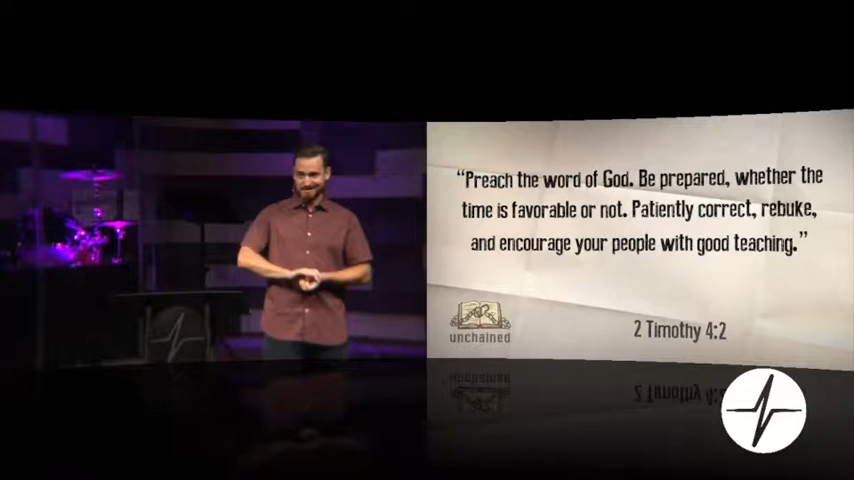 “Preach the word of God. Be prepared, whether the
time is favorable or not. Patiently correct, rebuke,
and encourage your people with good teaching.”
unchained
2 Timothy 4:2